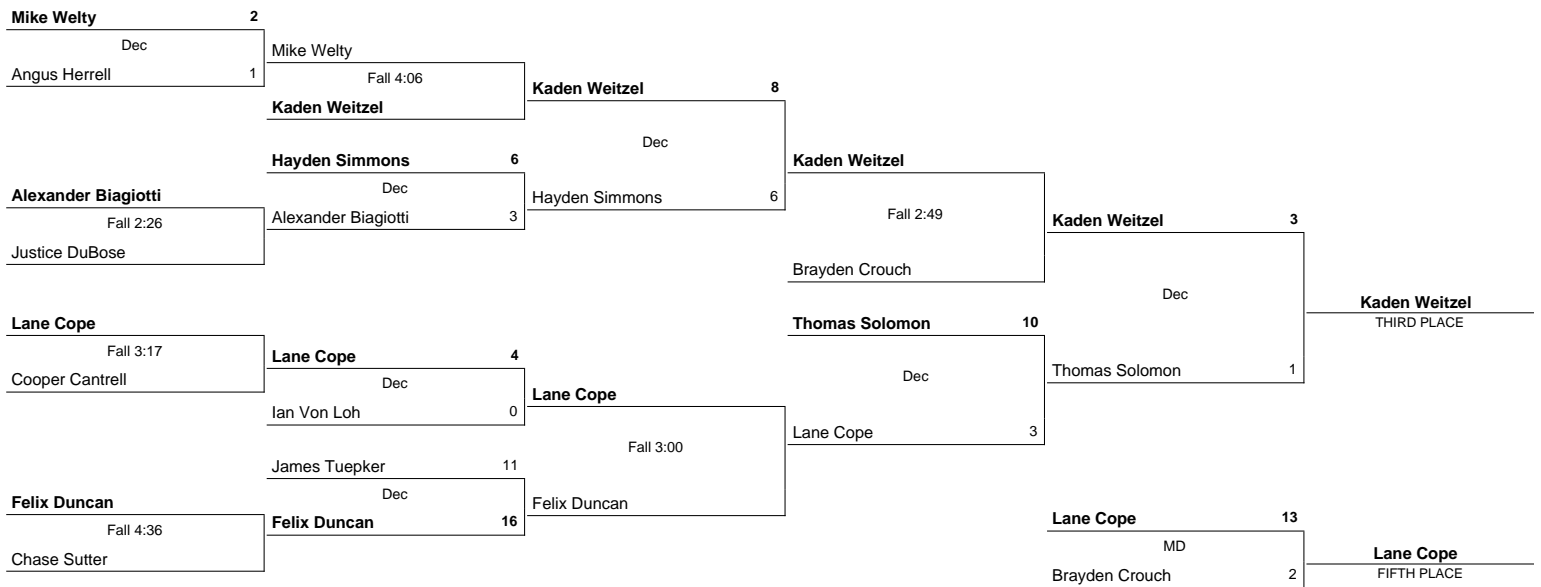 Mike Welty 2
Dec
Angus Herrell 1
Alexander Biagiotti
Fall 2:26
Justice DuBose
Lane Cope
Fall 3:17
Cooper Cantrell
Felix Duncan
Fall 4:36
Chase Sutter
Mike Welty
Fall 4:06
Kaden Weitzel
Hayden Simmons 6
Dec
Alexander Biagiotti 3
Lane Cope 4
Dec
Ian Von Loh 0
James Tuepker 11
Dec
Felix Duncan 16
Kaden Weitzel 8
Dec
Hayden Simmons 6
Lane Cope
Fall 3:00
Felix Duncan
Kaden Weitzel
Fall 2:49
Brayden Crouch
Thomas Solomon 10
Dec
Lane Cope 3
Kaden Weitzel 3
Dec
Thomas Solomon 1
Kaden Weitzel
THIRD PLACE
Lane Cope 13
MD
Brayden Crouch 2
Lane Cope
FIFTH PLACE